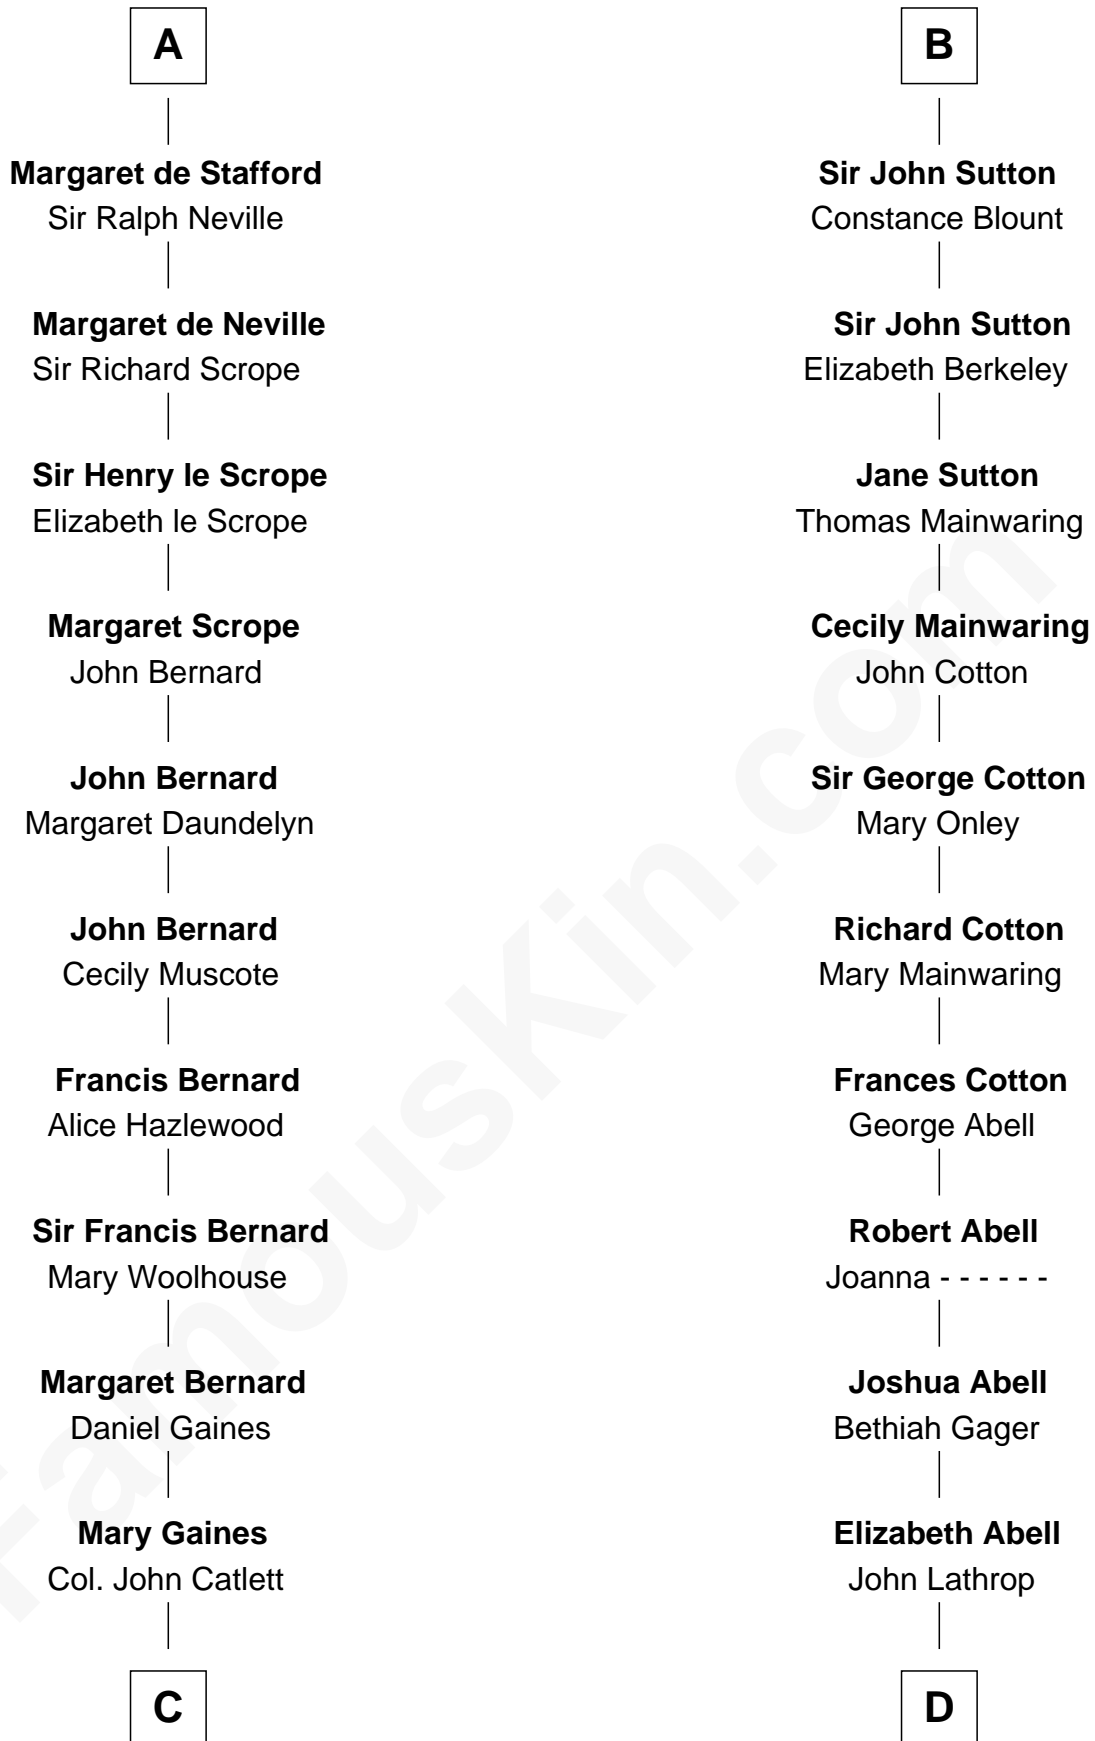 A
Margaret de Stafford
Sir Ralph Neville
Margaret de Neville
Sir Richard Scrope
Sir Henry le Scrope
Elizabeth le Scrope
Margaret Scrope
John Bernard
John Bernard
Margaret Daundelyn
John Bernard
Cecily Muscote
Francis Bernard
Alice Hazlewood
Sir Francis Bernard
Mary Woolhouse
Margaret Bernard
Daniel Gaines
Mary Gaines
Col. John Catlett
C
B
Sir John Sutton
Constance Blount
Sir John Sutton
Elizabeth Berkeley
Jane Sutton
Thomas Mainwaring
Cecily Mainwaring
John Cotton
Sir George Cotton
Mary Onley
Richard Cotton
Mary Mainwaring
Frances Cotton
George Abell
Robert Abell
Joanna - - - - - -
Joshua Abell
Bethiah Gager
Elizabeth Abell
John Lathrop
D
FamousKin.com